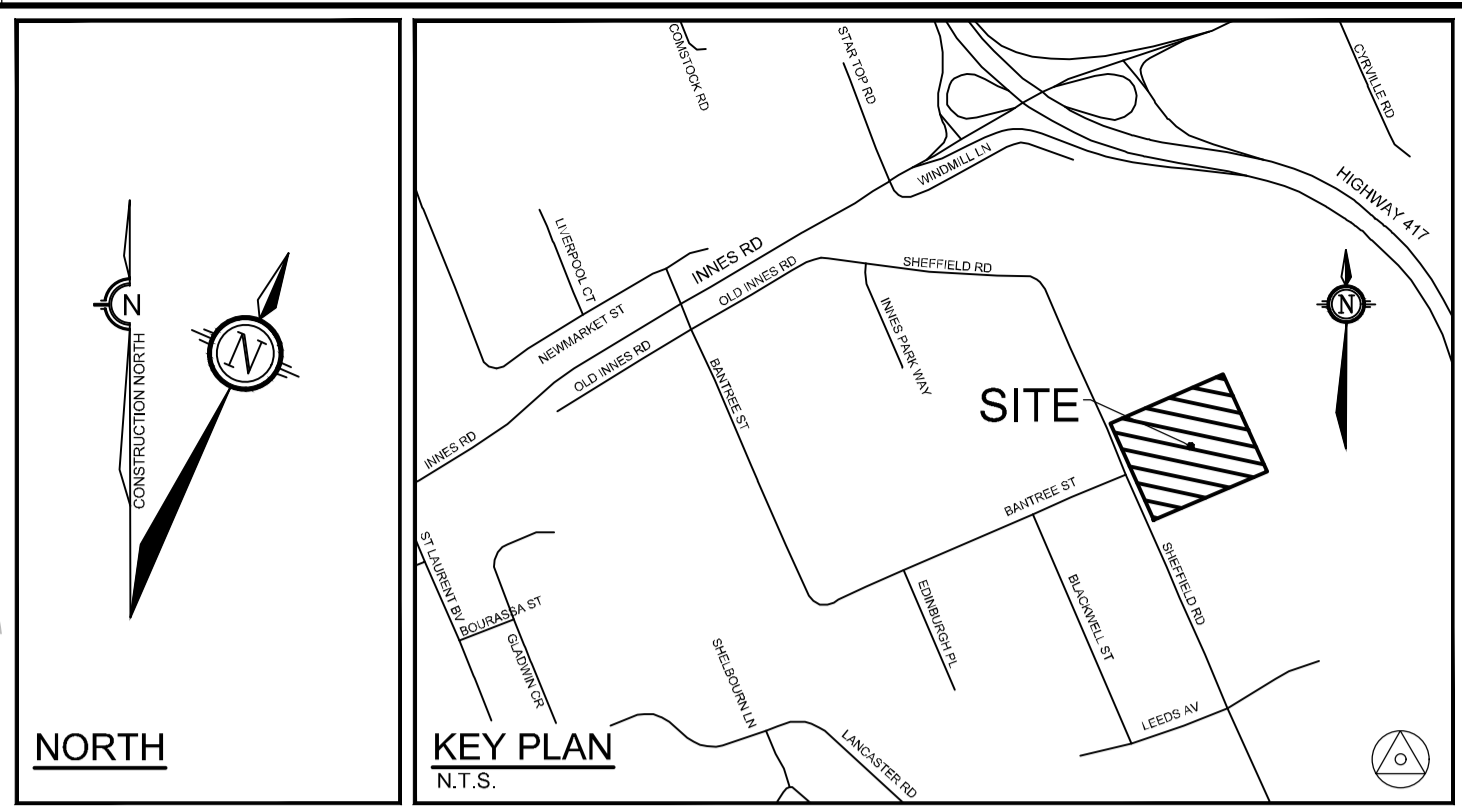 N
CONSTRUCTION NORTH
N
NORTH
COMSTOCK RD
STAR TOP RD
CYRVILLE RD
WINDMILL LN
HIGHWAY 417
LIVERPOOL CT
INNES RD
SHEFFIELD RD
OLD INNES RD
N
INNES PARK WAY
NEWMARKET ST
OLD INNES RD
BANTREE ST
SITE
INNES RD
BANTREE ST
ST LAURENT BV
SHEFFIELD RD
BOURASSA ST
EDINBURGH PL
BLACKWELL ST
GLADWIN CR
SHELBOURN LN
LEEDS AV
LANCASTER RD
KEY PLAN
N.T.S.